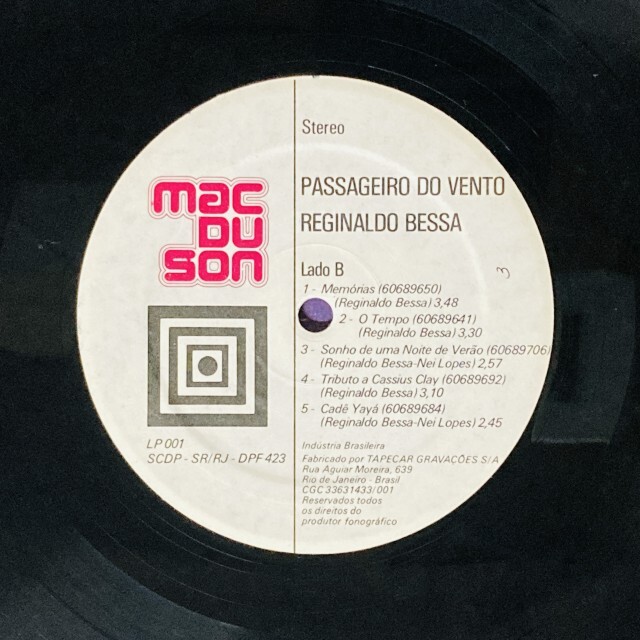 Stereo
mac
DU
son
PASSAGEIRO DO VENTO
REGINALDO BESSA
Lado B
3
1 - Memórias (60689650)
(Reginaldo Bessa) 3,48
2 - O Tempo (60689641)
(Reginaldo Bessa) 3,30
3 - Sonho de uma Noite de Verão (60689706)
(Reginaldo Bessa-Nei Lopes) 2,57
4 - Tributo a Cassius Clay (60689692)
(Reginaldo Bessa) 3,10
5 - Cadê Yayá (60689684)
(Reginaldo Bessa-Nei Lopes) 2,45
LP 001
SCDP - SR/RJ - DPF 423
Indústria Brasileira
Fabricado por TAPECAR GRAVAÇÕES S/A
Rua Aguiar Moreira, 639
Rio de Janeiro - Brasil
CGC 33631433/001
Reservados todos
os direitos do
produtor fonográfico